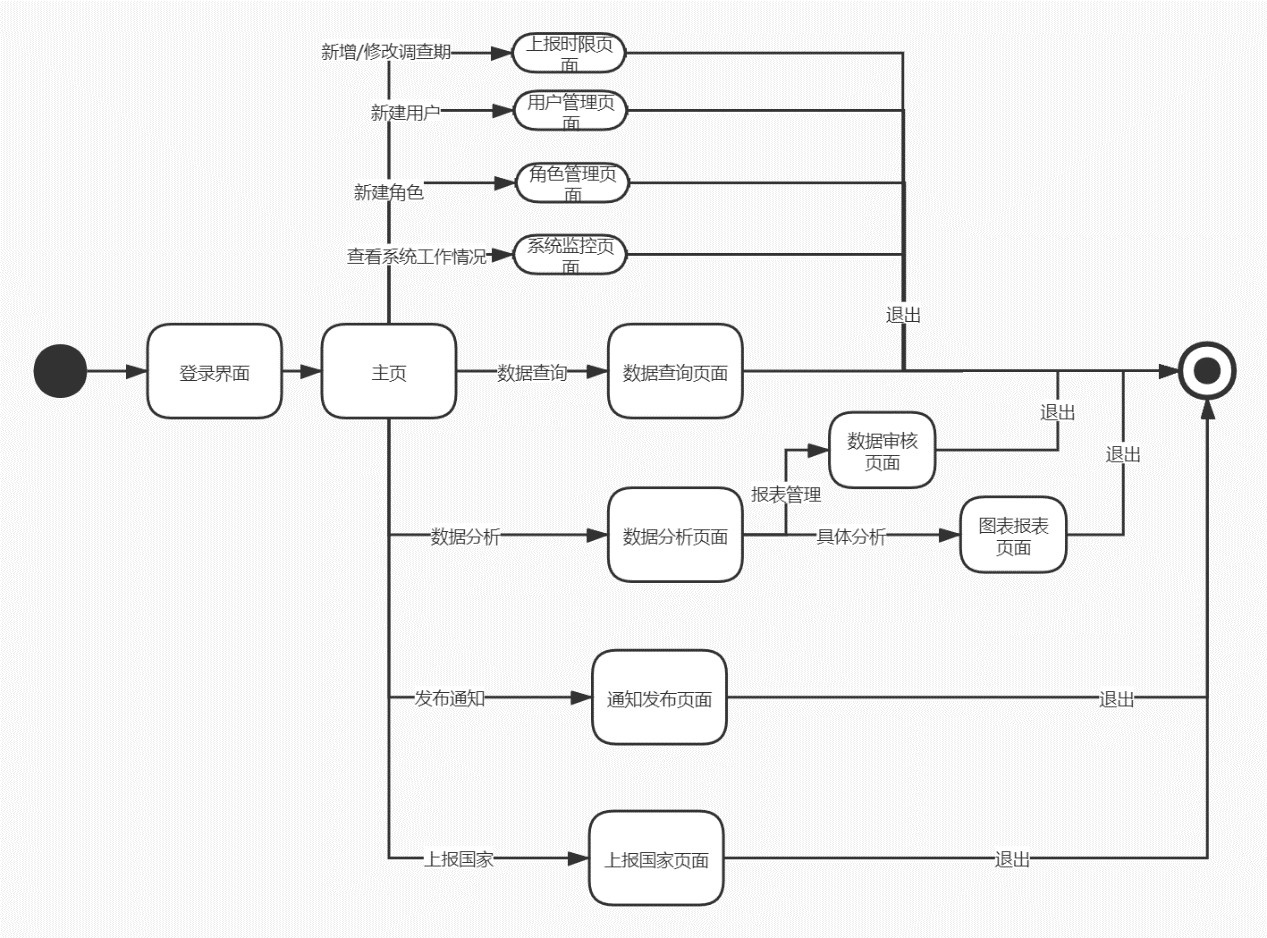 新增/修改调查期
上报时限页
面
新建用户
用户管理页
面
新建角色
角色管理页
面
查看系统工作情况
系统监控页
面
退出
登录界面
主页
数据查询
数据查询页面
退出
数据审核
页面
退出
报表管理
数据分析
数据分析页面
具体分析
图表报表
页面
发布通知
通知发布页面
退出
上报国家
上报国家页面
退出